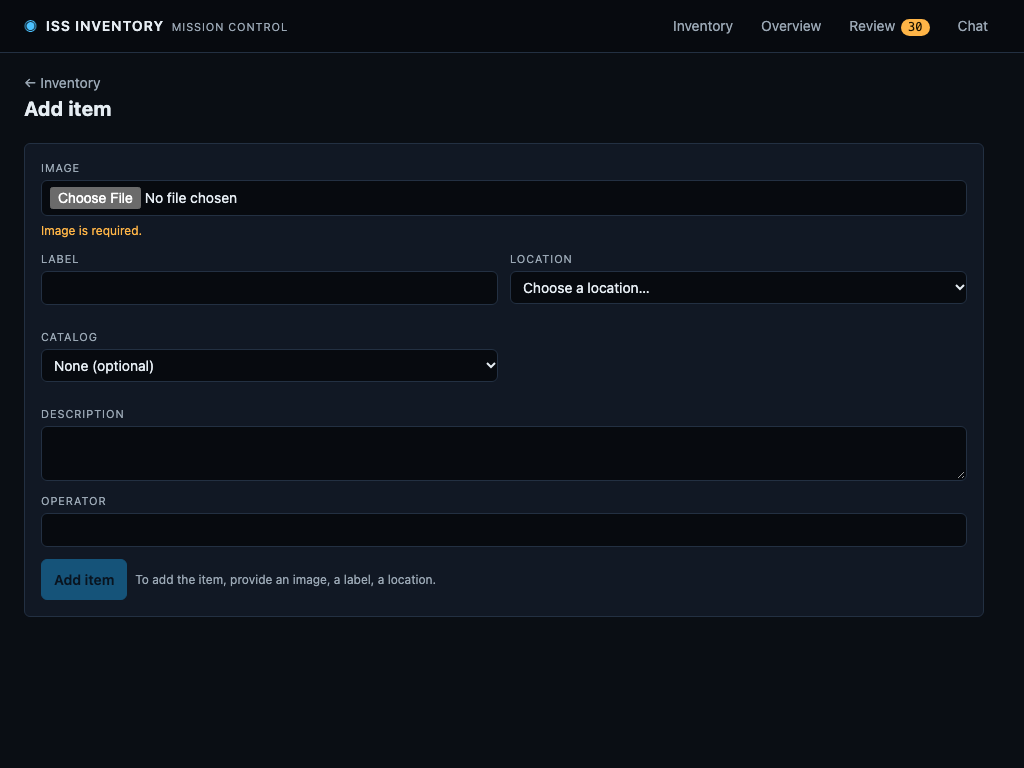 ISS INVENTORY MISSION CONTROL
Inventory Overview Review 30 Chat
← Inventory
Add item
IMAGE
Choose File No file chosen
Image is required.
LABEL LOCATION
Choose a location...
CATALOG
None (optional)
DESCRIPTION
OPERATOR
Add item To add the item, provide an image, a label, a location.